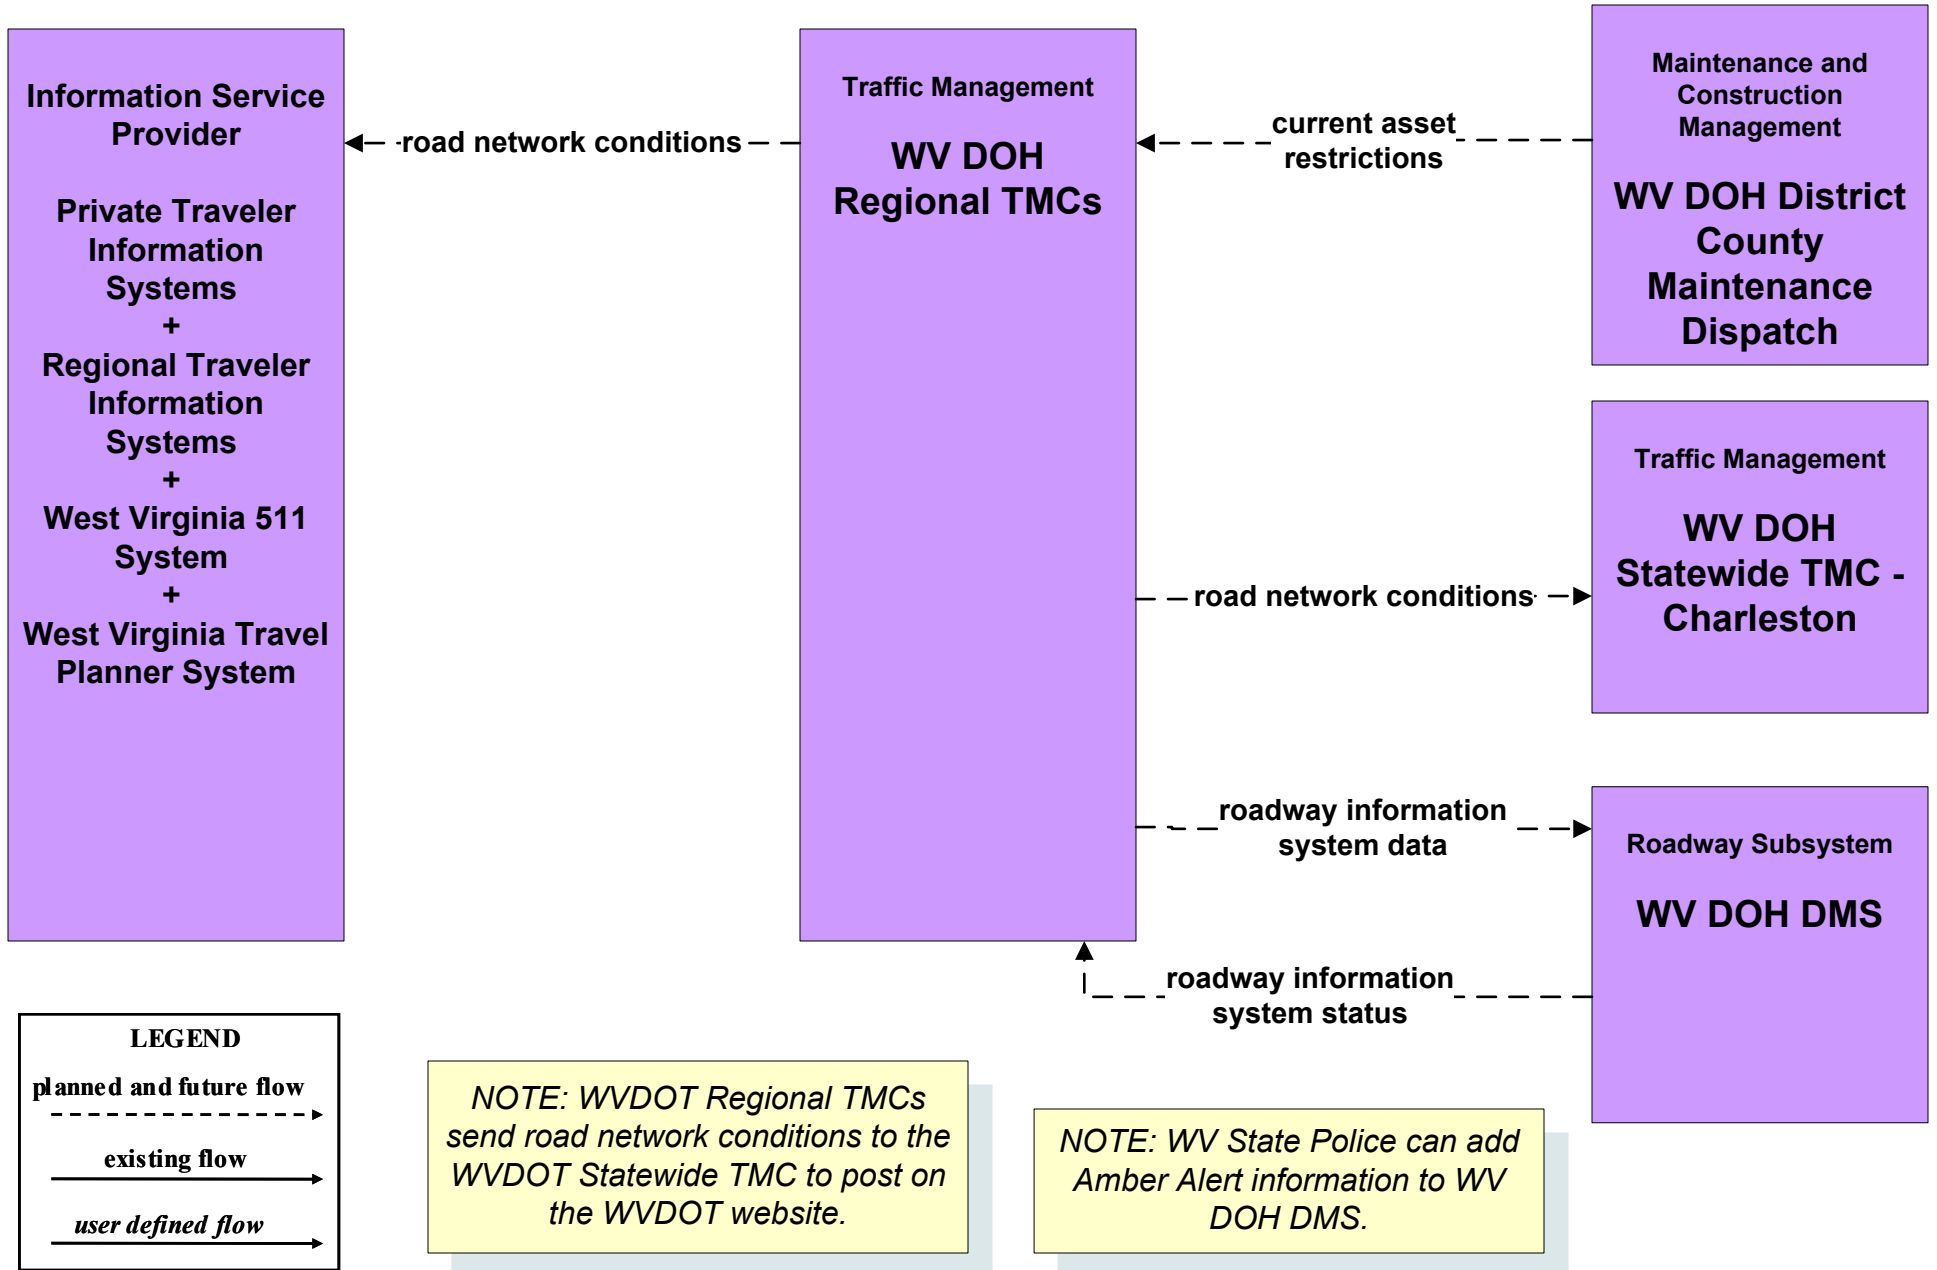 Information Service
Provider
Private Traveler
Information
Systems
+
Regional Traveler
Information
Systems
+
West Virginia 511
System
+
West Virginia Travel
Planner System
road network conditions
Traffic Management
WV DOH
Regional TMCs
current asset
restrictions
Maintenance and
Construction
Management
WV DOH District
County
Maintenance
Dispatch
road network conditions
Traffic Management
WV DOH
Statewide TMC -
Charleston
roadway information
system data
Roadway Subsystem
WV DOH DMS
roadway information
system status
LEGEND
planned and future flow
existing flow
user defined flow
NOTE: WVDOT Regional TMCs
send road network conditions to the
WVDOT Statewide TMC to post on
the WVDOT website.
NOTE: WV State Police can add
Amber Alert information to WV
DOH DMS.